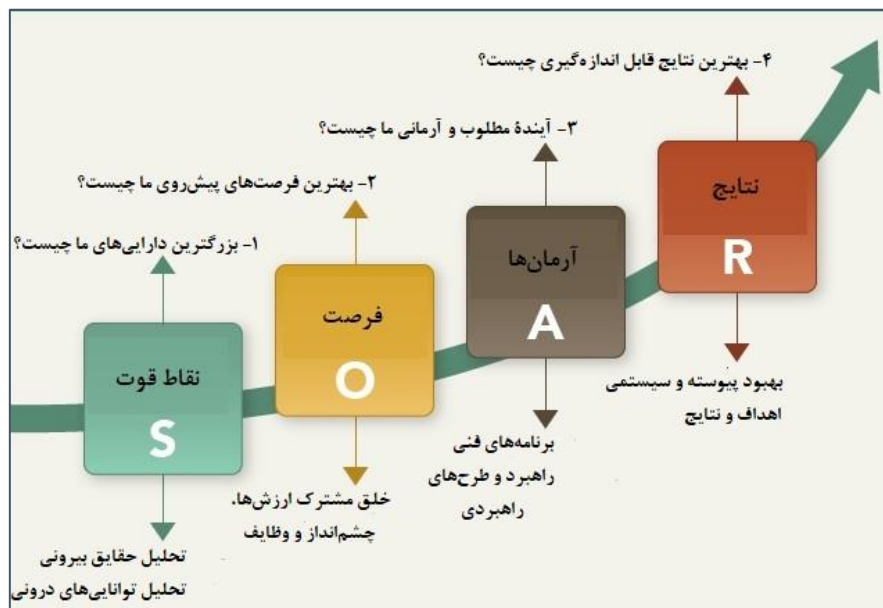 ۱- بزرگترین دارایی‌های ما چیست؟
نقاط قوت
S
تحلیل حقایق بیرونی
تحلیل توانایی‌های درونی
۲- بهترین فرصت‌های پیش‌روی ما چیست؟
فرصت
O
خلق مشترک ارزش‌ها،
چشم‌انداز و وظایف
۳- آیندهٔ مطلوب و آرمانی ما چیست؟
آرمان‌ها
A
برنامه‌های فنی
راهبرد و طرح‌های
راهبردی
۴- بهترین نتایج قابل اندازه‌گیری چیست؟
نتایج
R
بهبود پیوسته و سیستمی
اهداف و نتایج